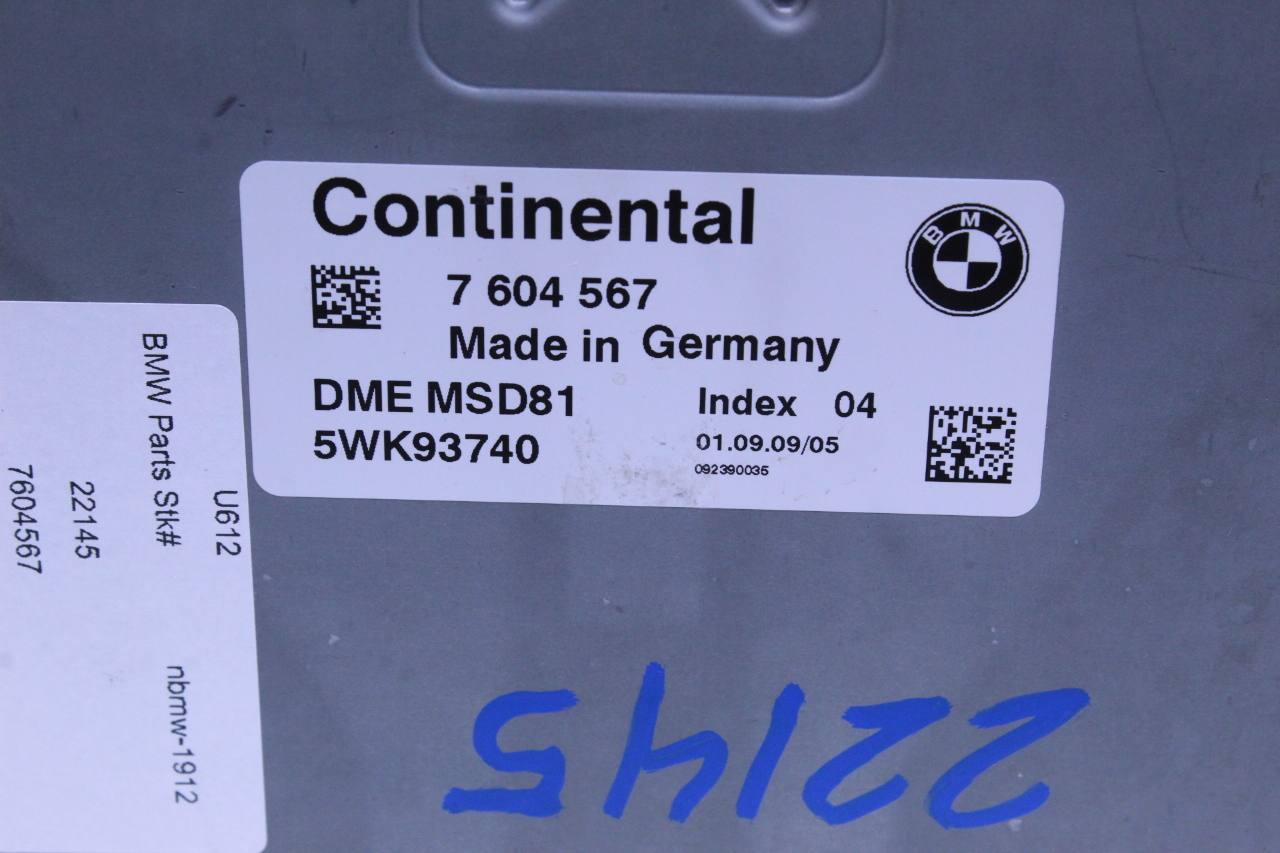 Continental
BMW
7 604 567
Made in Germany
DME MSD81 Index 04
5WK93740 01.09.09/05
092390035
U612
BMW Parts Stk# nbmw-1912
22145
7604567
22145